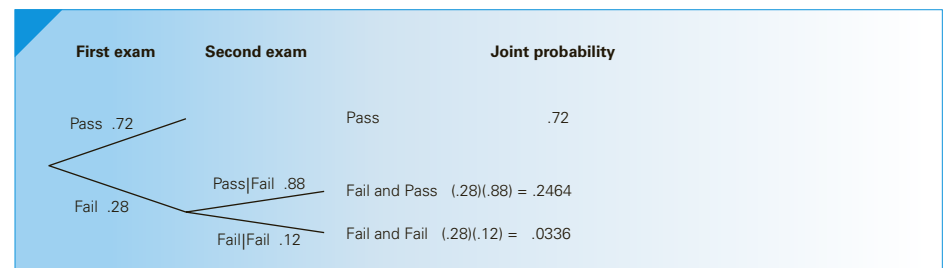 First exam Second exam Joint probability
Pass .72 Pass .72
Pass|Fail .88 Fail and Pass (.28)(.88) = .2464
Fail .28
Fail|Fail .12 Fail and Fail (.28)(.12) = .0336